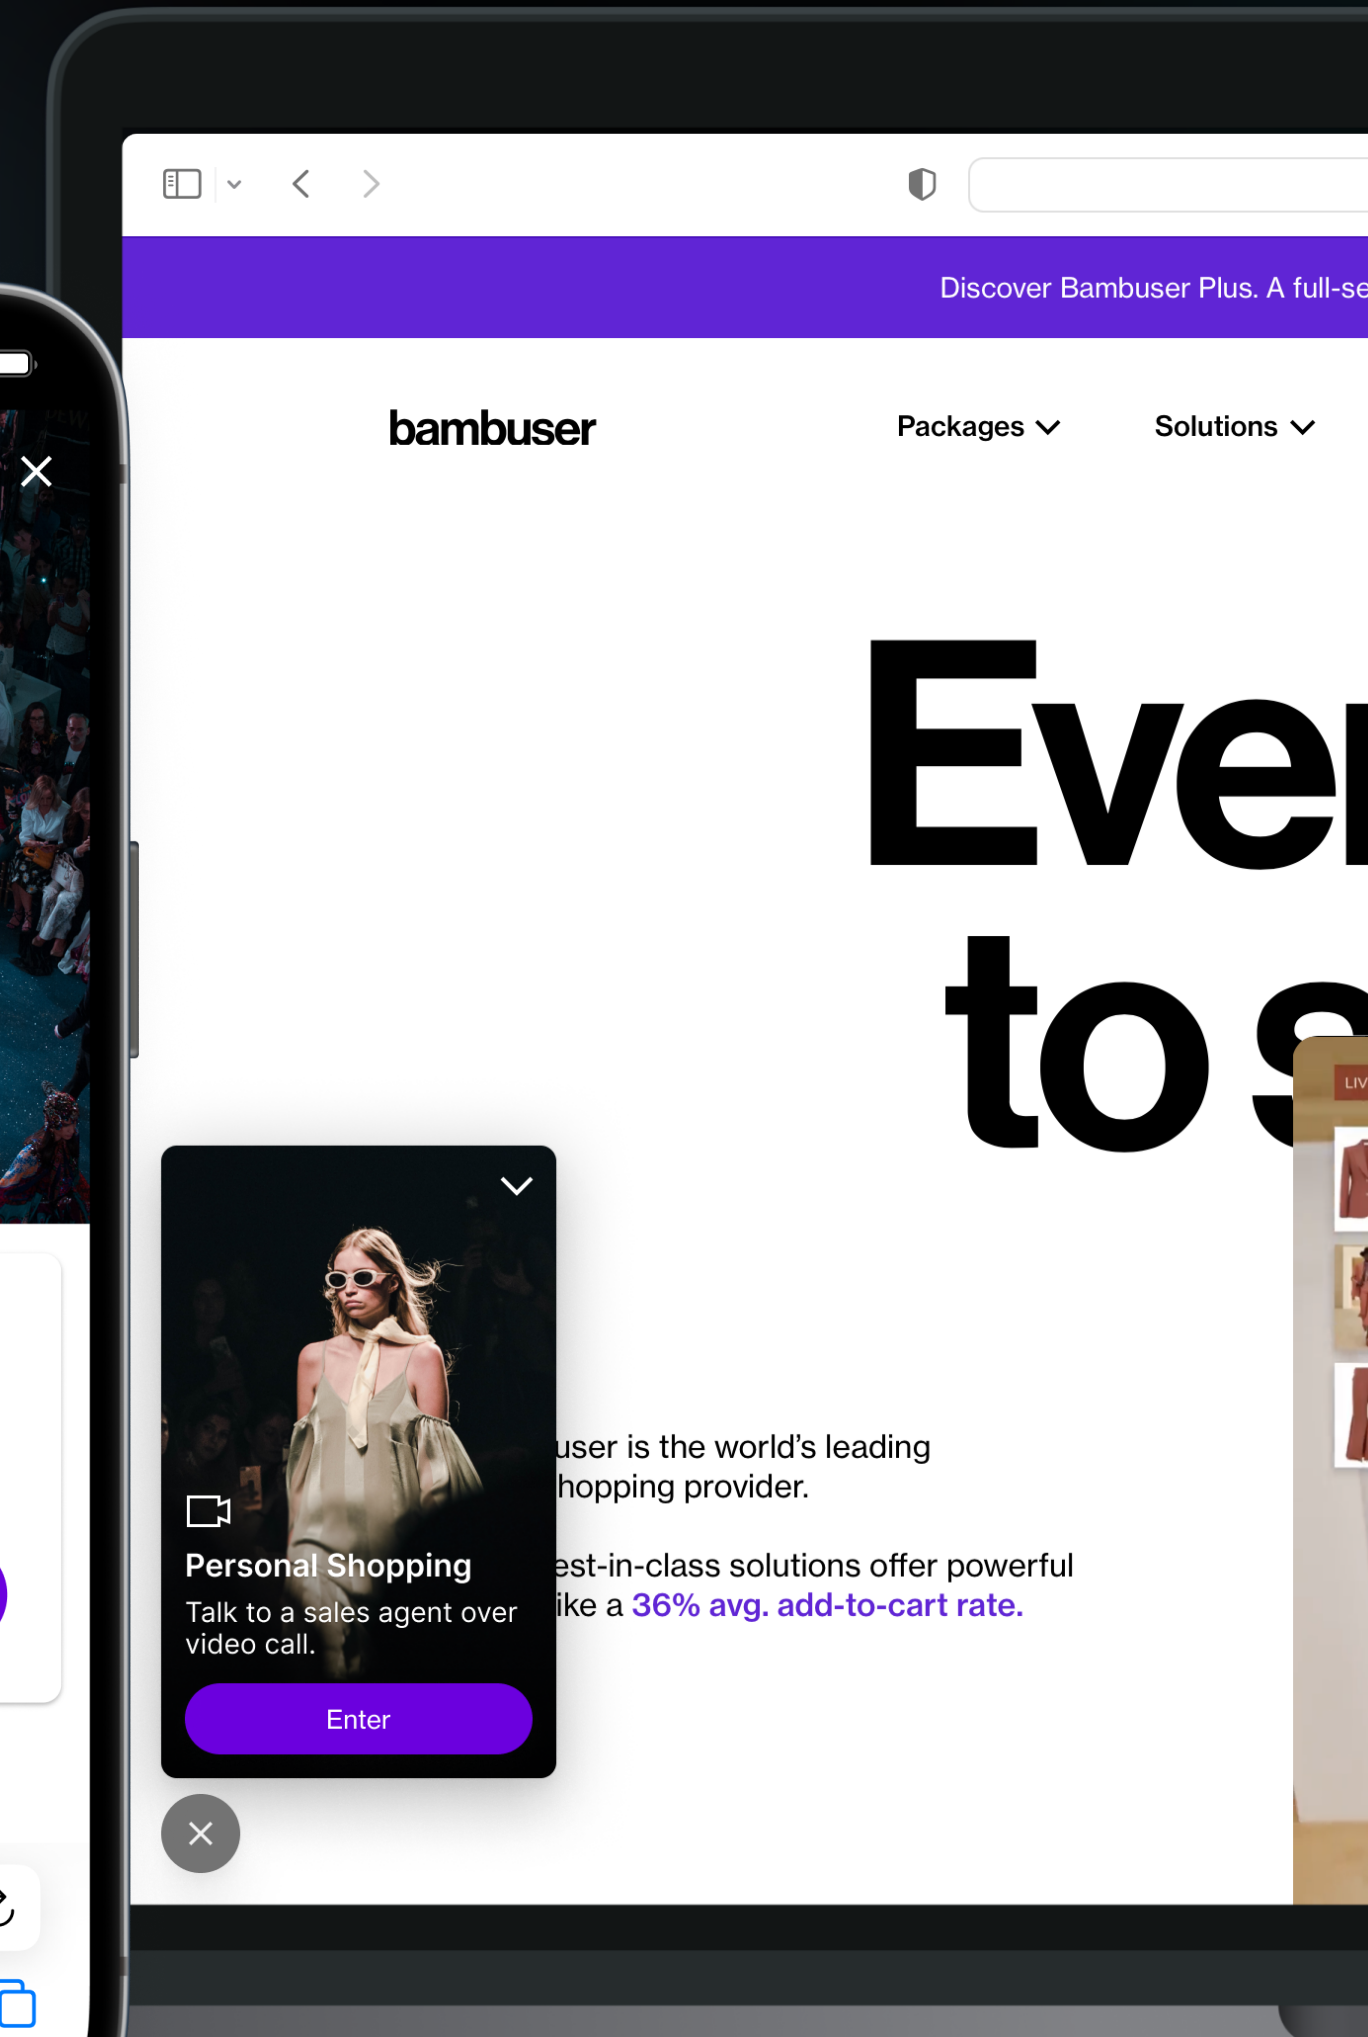 Discover Bambuser Plus. A full-se
bambuser
Packages
Solutions
Ever
to s
LIV
user is the world’s leading
hopping provider.
est-in-class solutions offer powerful
ike a 36% avg. add-to-cart rate.
Personal Shopping
Talk to a sales agent over
video call.
Enter